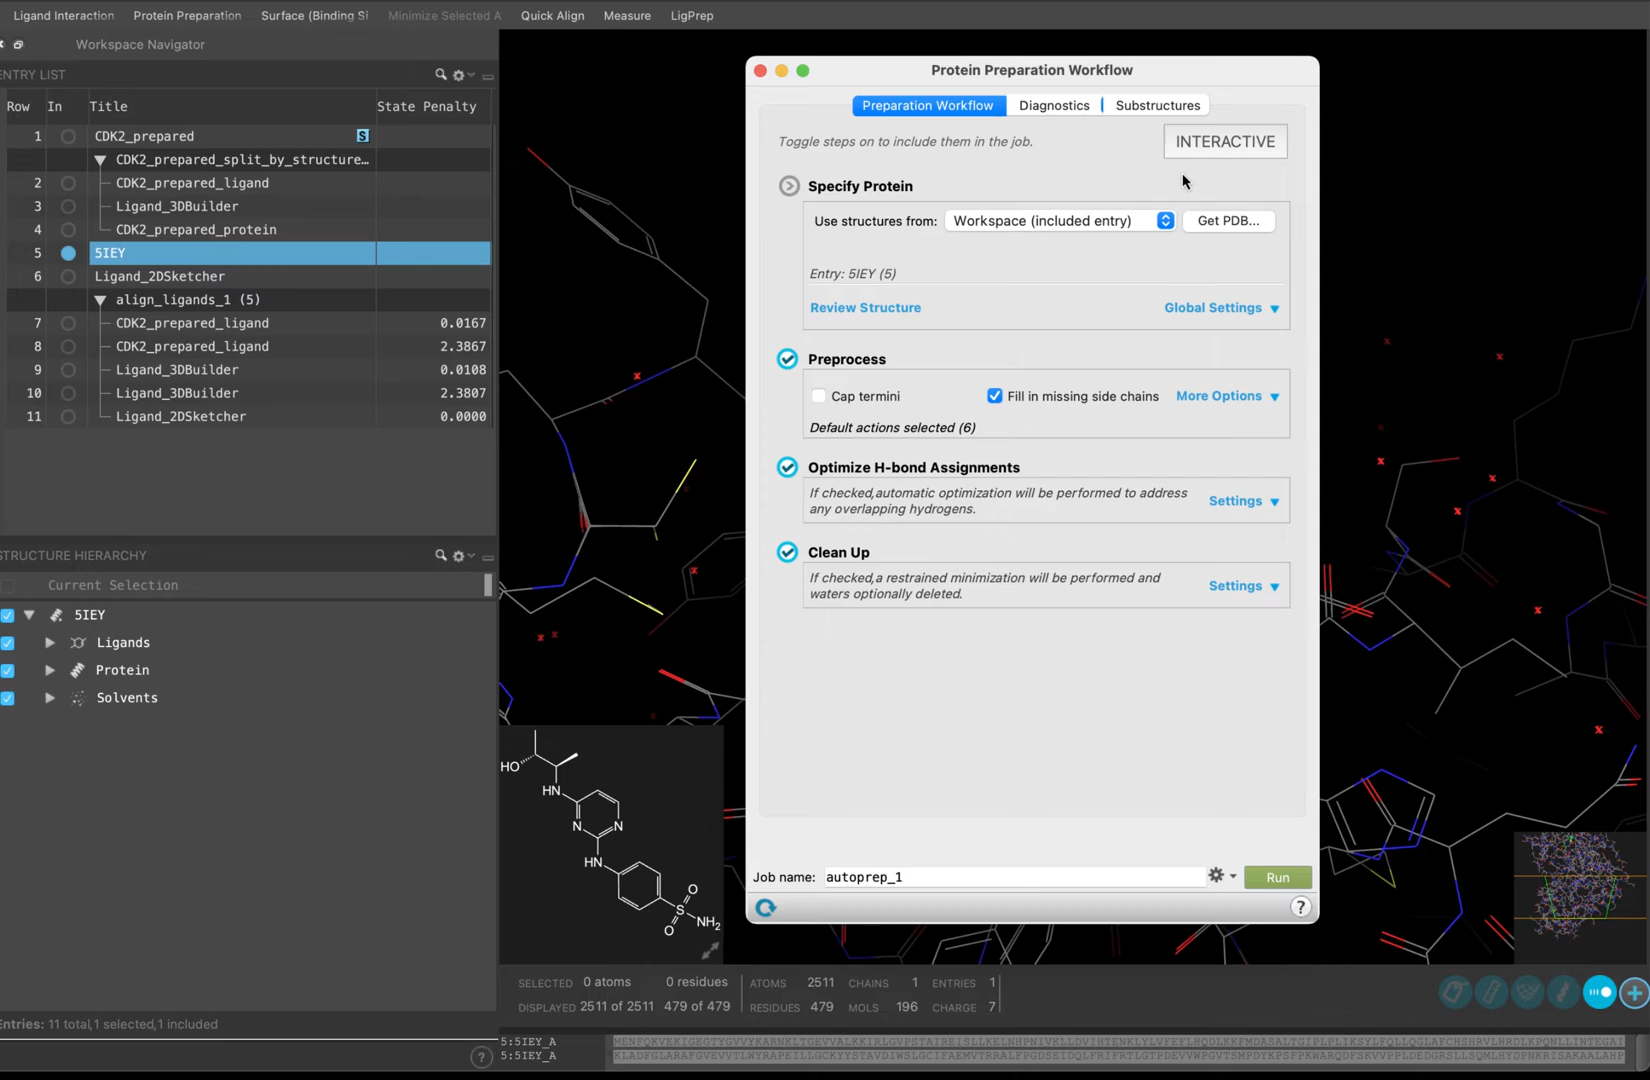 Ligand Interaction Protein Preparation Surface (Binding Si Minimize Selected A Quick Align Measure LigPrep
Workspace Navigator
ENTRY LIST
Row In Title State Penalty
1 CDK2_prepared S
CDK2_prepared_split_by_structure…
2 CDK2_prepared_ligand
3 Ligand_3DBuilder
4 CDK2_prepared_protein
5 5IEY
6 Ligand_2DSketcher
align_ligands_1 (5)
7 CDK2_prepared_ligand 0.0167
8 CDK2_prepared_ligand 2.3867
9 Ligand_3DBuilder 0.0108
10 Ligand_3DBuilder 2.3807
11 Ligand_2DSketcher 0.0000
STRUCTURE HIERARCHY
Current Selection
5IEY
Ligands
Protein
Solvents
Entries: 11 total,1 selected,1 included
?
Protein Preparation Workflow
Preparation Workflow Diagnostics Substructures
Toggle steps on to include them in the job.
INTERACTIVE
Specify Protein
Use structures from: Workspace (included entry) Get PDB...
Entry: 5IEY (5)
Review Structure Global Settings
Preprocess
Cap termini Fill in missing side chains More Options
Default actions selected (6)
Optimize H-bond Assignments
If checked,automatic optimization will be performed to address
any overlapping hydrogens.
Settings
Clean Up
If checked,a restrained minimization will be performed and
waters optionally deleted.
Settings
Job name: autoprep_1 Run
?
HO
HN
N N
HN
O
S NH2
O
SELECTED 0 atoms 0 residues ATOMS 2511 CHAINS 1 ENTRIES 1
DISPLAYED 2511 of 2511 479 of 479 RESIDUES 479 MOLS 196 CHARGE 7
5:5IEY_A
5:5IEY_A